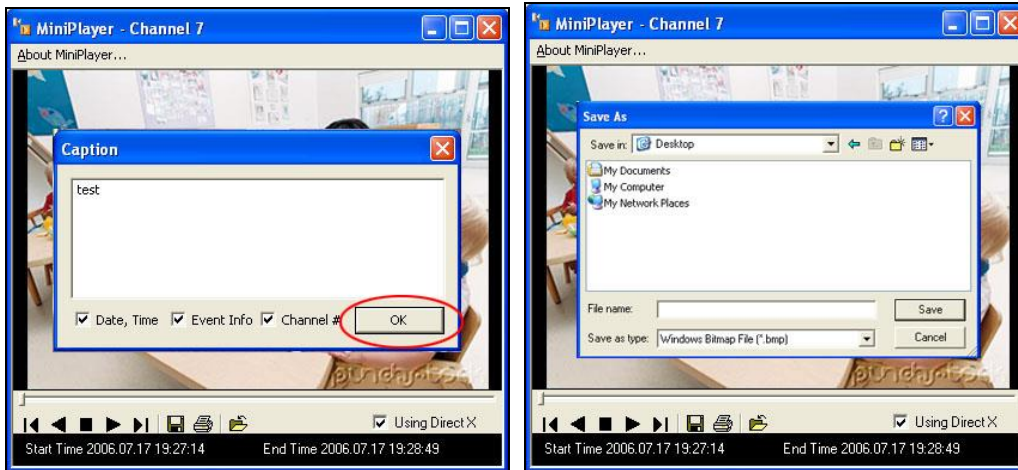 MiniPlayer - Channel 7
About MiniPlayer...
Caption
test
Date, Time
Event Info
Channel #
OK
Using DirectX
Start Time 2006.07.17 19:27:14
End Time 2006.07.17 19:28:49
MiniPlayer - Channel 7
About MiniPlayer...
Save As
Save in:
Desktop
My Documents
My Computer
My Network Places
File name:
Save
Save as type:
Windows Bitmap File (*.bmp)
Cancel
Using DirectX
Start Time 2006.07.17 19:27:14
End Time 2006.07.17 19:28:49